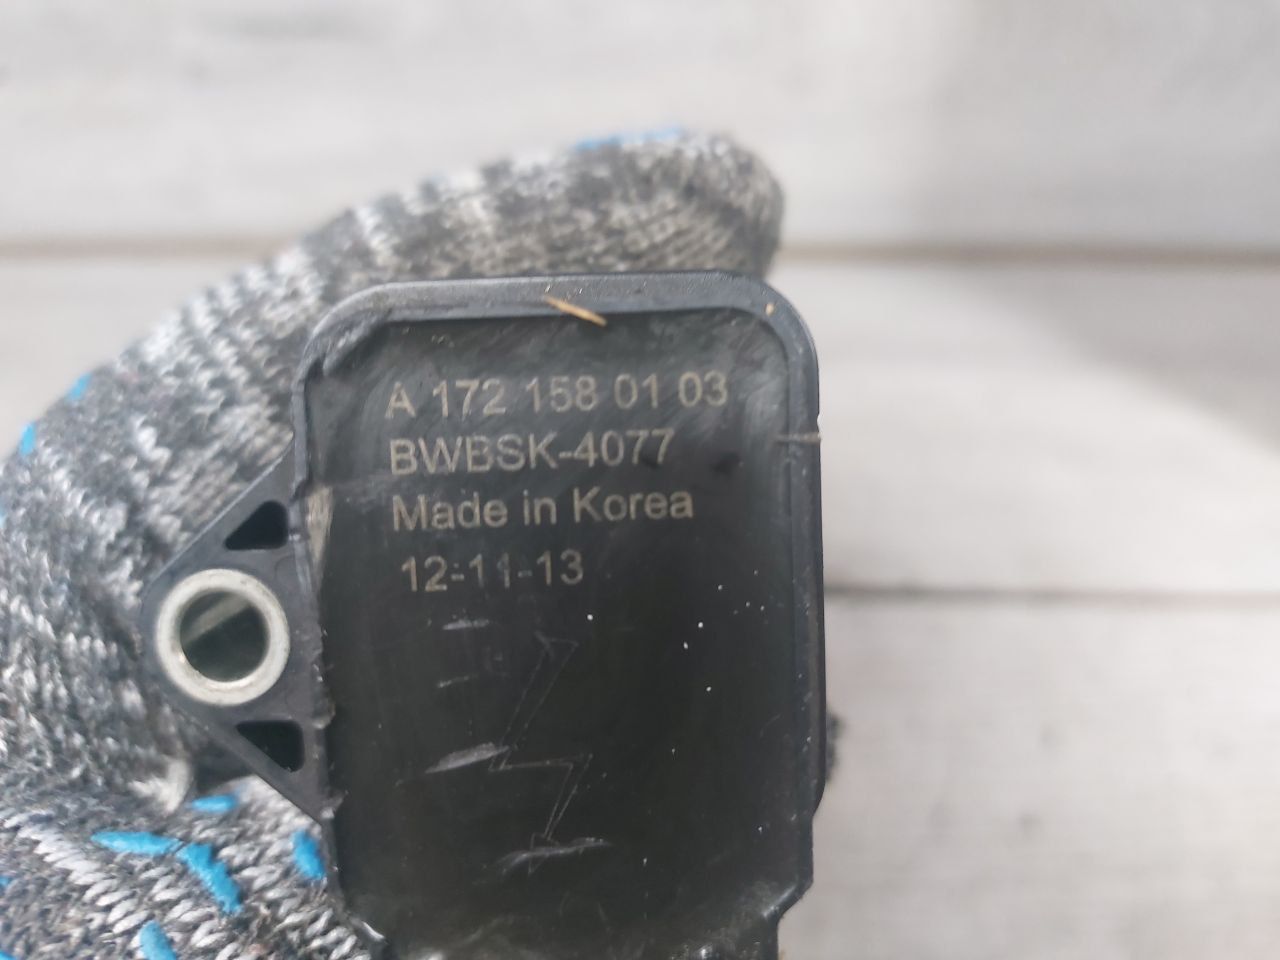 A 172 158 01 03
BWBSK-4077
Made in Korea
12-11-13